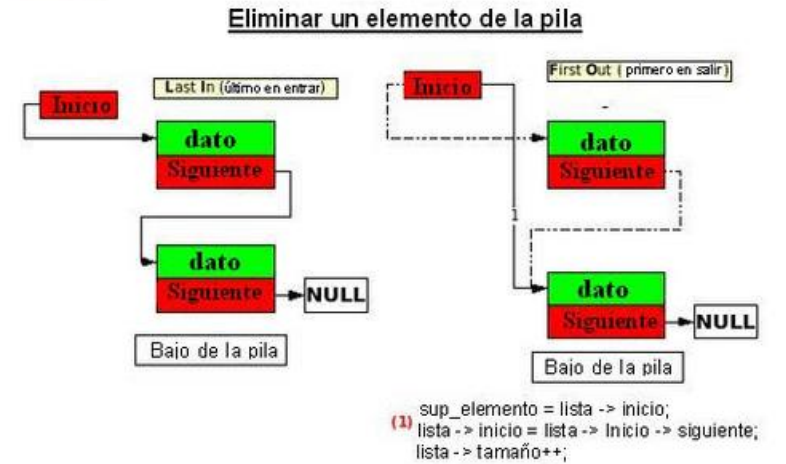 Eliminar un elemento de la pila
Last In (último en entrar)
Inicio
dato
Siguiente
dato
Siguiente
NULL
Bajo de la pila
First Out ( primero en salir)
Inicio
-
dato
Siguiente
1
dato
Siguiente
NULL
Bajo de la pila
(1) sup_elemento = lista -> inicio;
lista -> inicio = lista -> Inicio -> siguiente;
lista -> tamaño++;